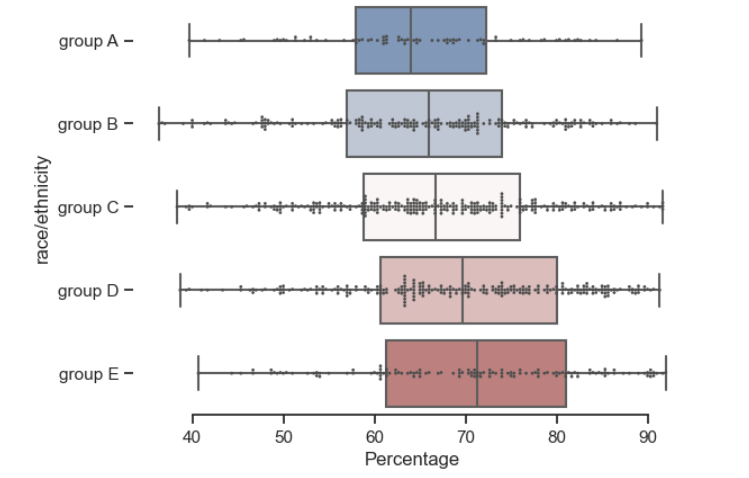 group A
group B
group C
group D
group E
race/ethnicity
40 50 60 70 80 90
Percentage